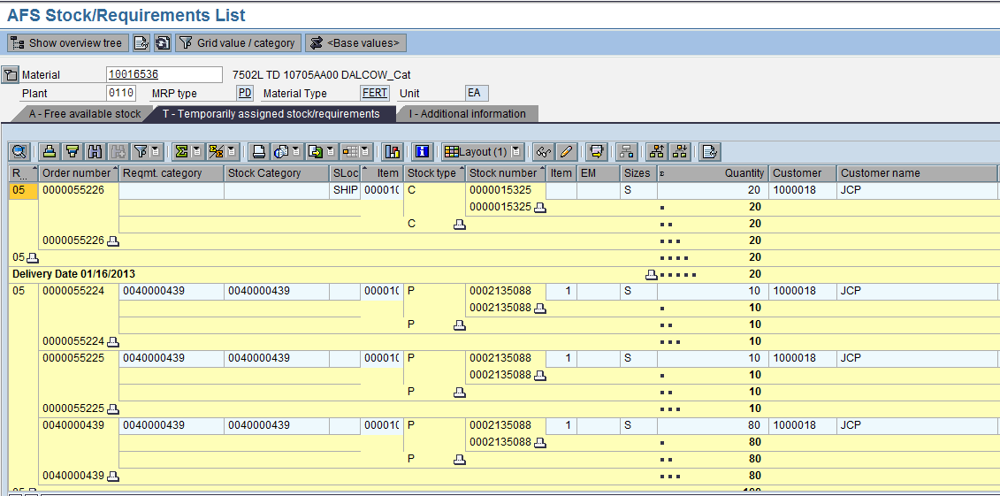 AFS Stock/Requirements List
Show overview tree Grid value / category <Base values>
Material 10016536 7502L TD 10705AA00 DALCOW_Cat
Plant 0110 MRP type PD Material Type FERT Unit EA
A - Free available stock T - Temporarily assigned stock/requirements I - Additional information
Layout (1)
R... Order number Reqmt. category Stock Category SLoc Item Stock type Stock number Item EM Sizes Σ Quantity Customer Customer name
05 0000055226 SHIP 000010 C 0000015325 S 20 1000018 JCP
0000015325 20
C 20
0000055226 20
05 20
Delivery Date 01/16/2013 20
05 0000055224 0040000439 0040000439 000010 P 0002135088 1 S 10 1000018 JCP
0002135088 10
P 10
0000055224 10
0000055225 0040000439 0040000439 000010 P 0002135088 1 S 10 1000018 JCP
0002135088 10
P 10
0000055225 10
0040000439 0040000439 0040000439 000010 P 0002135088 1 S 80 1000018 JCP
0002135088 80
P 80
0040000439 80
05 100